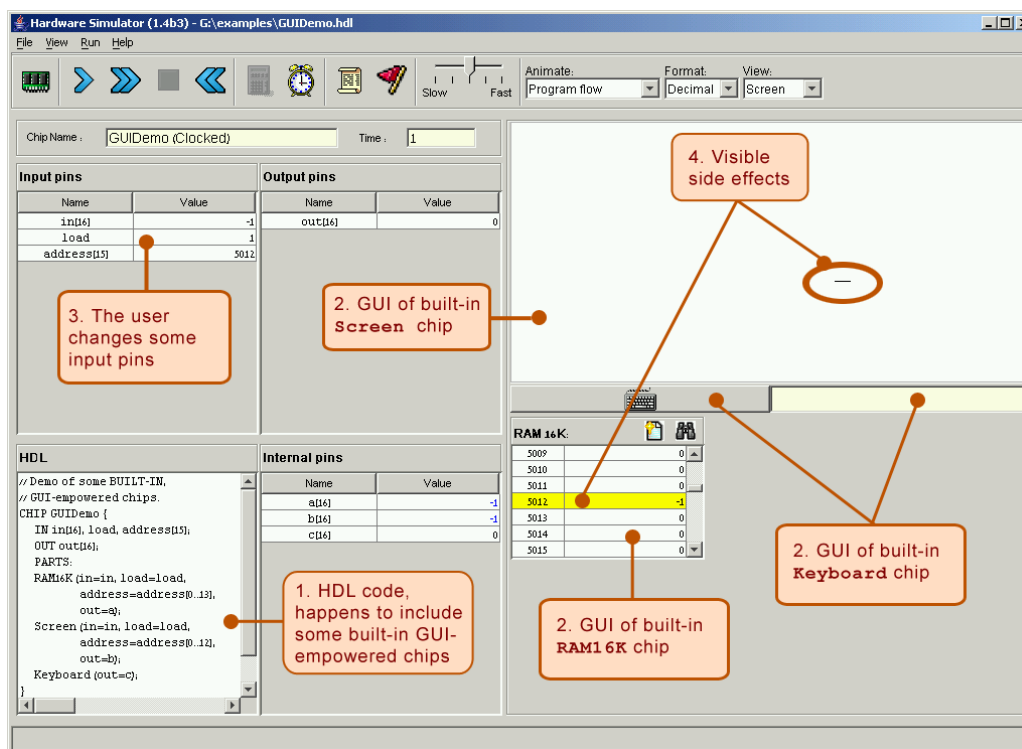 Hardware Simulator (1.4b3) - G:\examples\GUIDemo.hdl
File View Run Help
Slow Fast
Animate: Format: View:
Program flow Decimal Screen
Chip Name : GUIDemo (Clocked) Time : 1
Input pins
Name Value
in[16] -1
load 1
address[15] 5012
3. The user
changes some
input pins
Output pins
Name Value
out[16] 0
2. GUI of built-in
Screen chip
4. Visible
side effects
HDL
// Demo of some BUILT-IN,
// GUI-empowered chips.
CHIP GUIDemo {
IN in[16], load, address[15];
OUT out[16];
PARTS:
RAM16K (in=in, load=load,
address=address[0..13],
out=a);
Screen (in=in, load=load,
address=address[0..12],
out=b);
Keyboard (out=c);
}
Internal pins
Name Value
a[16] -1
b[16] -1
c[16] 0
1. HDL code,
happens to include
some built-in GUI-
empowered chips
RAM 16K:
5009 0
5010 0
5011 0
5012 -1
5013 0
5014 0
5015 0
2. GUI of built-in
RAM16K chip
2. GUI of built-in
Keyboard chip